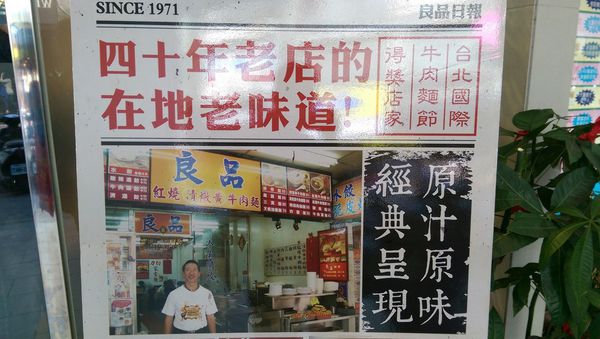 SINCE 1971
良品日報
四十年老店的
在地老味道!
台北國際
牛肉麵節
得獎店家
良品
紅燒 清燉黃牛肉麵
良品
原汁原味
經典呈現